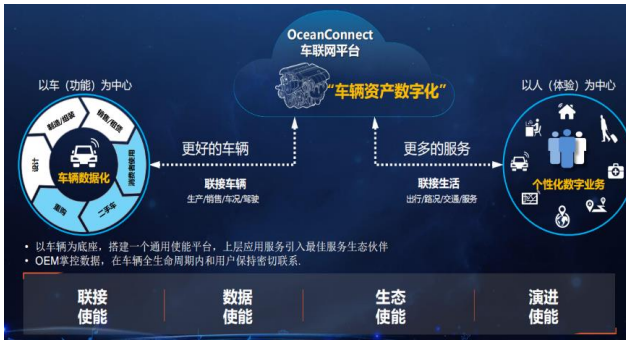 OceanConnect
车联网平台
“车辆资产数字化”
以车（功能）为中心
以人（体验）为中心
制造/组装
销售/租赁
设计
消费者使用
车辆数据化
重购
二手车
更好的车辆
联接车辆
生产/销售/车况/驾驶
更多的服务
联接生活
出行/路况/交通/服务
个性化数字业务
• 以车辆为底座，搭建一个通用使能平台，上层应用服务引入最佳服务生态伙伴
• OEM掌控数据，在车辆全生命周期内和用户保持密切联系.
联接
使能
数据
使能
生态
使能
演进
使能